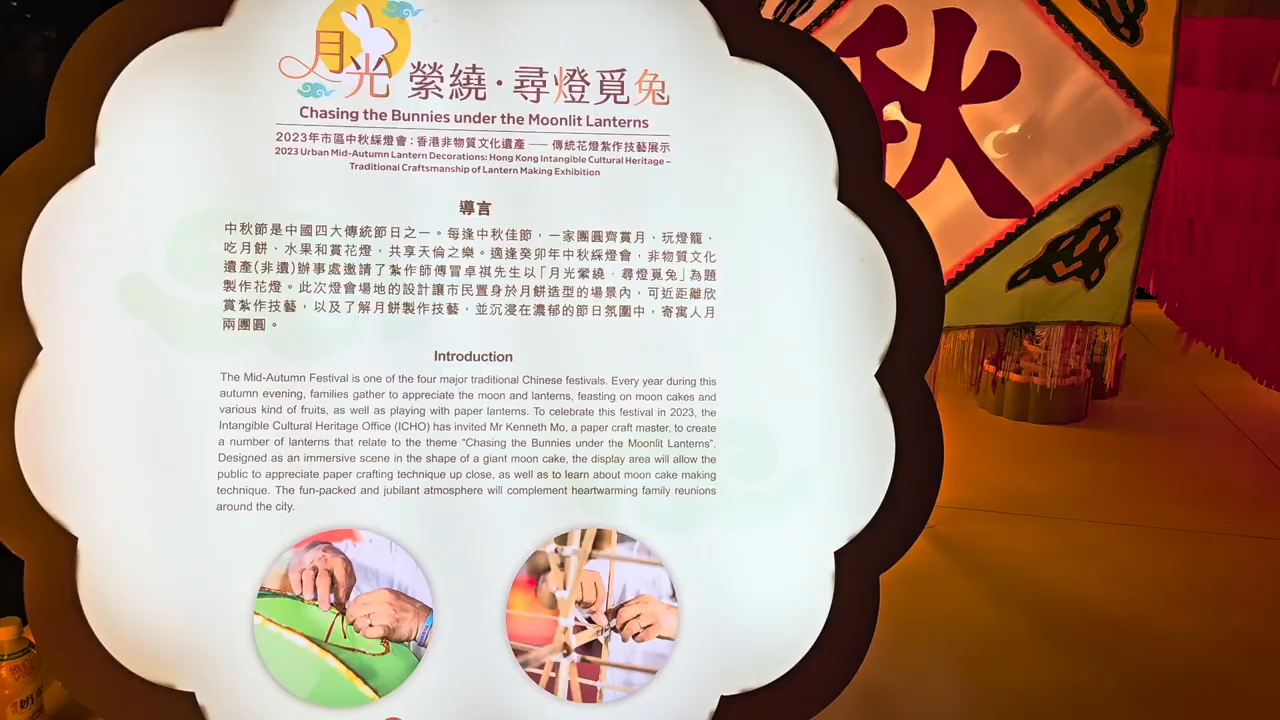 月光縈繞·尋燈覓兔
Chasing the Bunnies under the Moonlit Lanterns
2023年市區中秋綵燈會：香港非物質文化遺產 —— 傳統花燈紮作技藝展示
2023 Urban Mid-Autumn Lantern Decorations: Hong Kong Intangible Cultural Heritage –
Traditional Craftsmanship of Lantern Making Exhibition
導言
中秋節是中國四大傳統節日之一。每逢中秋佳節，一家團圓齊賞月、玩燈籠、
吃月餅、水果和賞花燈，共享天倫之樂。適逢癸卯年中秋綵燈會，非物質文化
遺產(非遺)辦事處邀請了紮作師傅冒卓祺先生以「月光縈繞．尋燈覓兔」為題
製作花燈。此次燈會場地的設計讓市民置身於月餅造型的場景內，可近距離欣
賞紮作技藝，以及了解月餅製作技藝，並沉浸在濃郁的節日氛圍中，寄寓人月
兩團圓。
Introduction
The Mid-Autumn Festival is one of the four major traditional Chinese festivals. Every year during this
autumn evening, families gather to appreciate the moon and lanterns, feasting on moon cakes and
various kind of fruits, as well as playing with paper lanterns. To celebrate this festival in 2023, the
Intangible Cultural Heritage Office (ICHO) has invited Mr Kenneth Mo, a paper craft master, to create
a number of lanterns that relate to the theme “Chasing the Bunnies under the Moonlit Lanterns”.
Designed as an immersive scene in the shape of a giant moon cake, the display area will allow the
public to appreciate paper crafting technique up close, as well as to learn about moon cake making
technique. The fun-packed and jubilant atmosphere will complement heartwarming family reunions
around the city.
秋